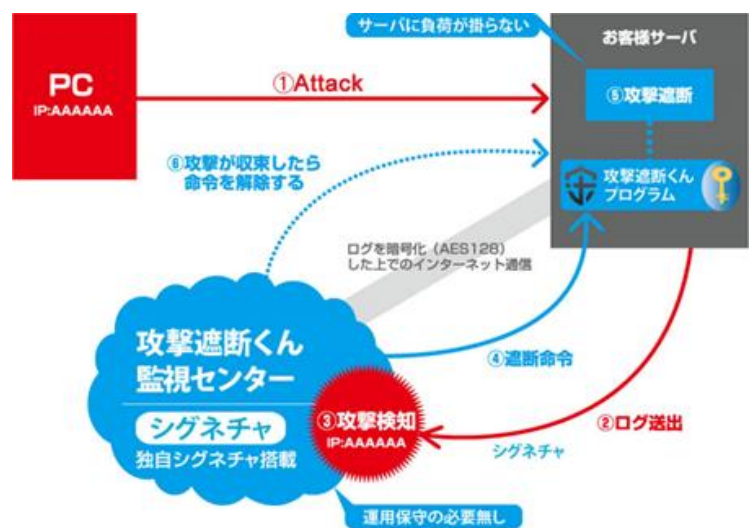 サーバに負荷が掛らない
お客様サーバ
PC
IP:AAAAAA
①Attack
⑤攻撃遮断
⑥攻撃が収束したら
命令を解除する
攻撃遮断くん
プログラム
ログを暗号化（AES128）
した上でのインターネット通信
攻撃遮断くん
監視センター
シグネチャ
独自シグネチャ搭載
③攻撃検知
IP:AAAAAA
④遮断命令
②ログ送出
シグネチャ
運用保守の必要無し